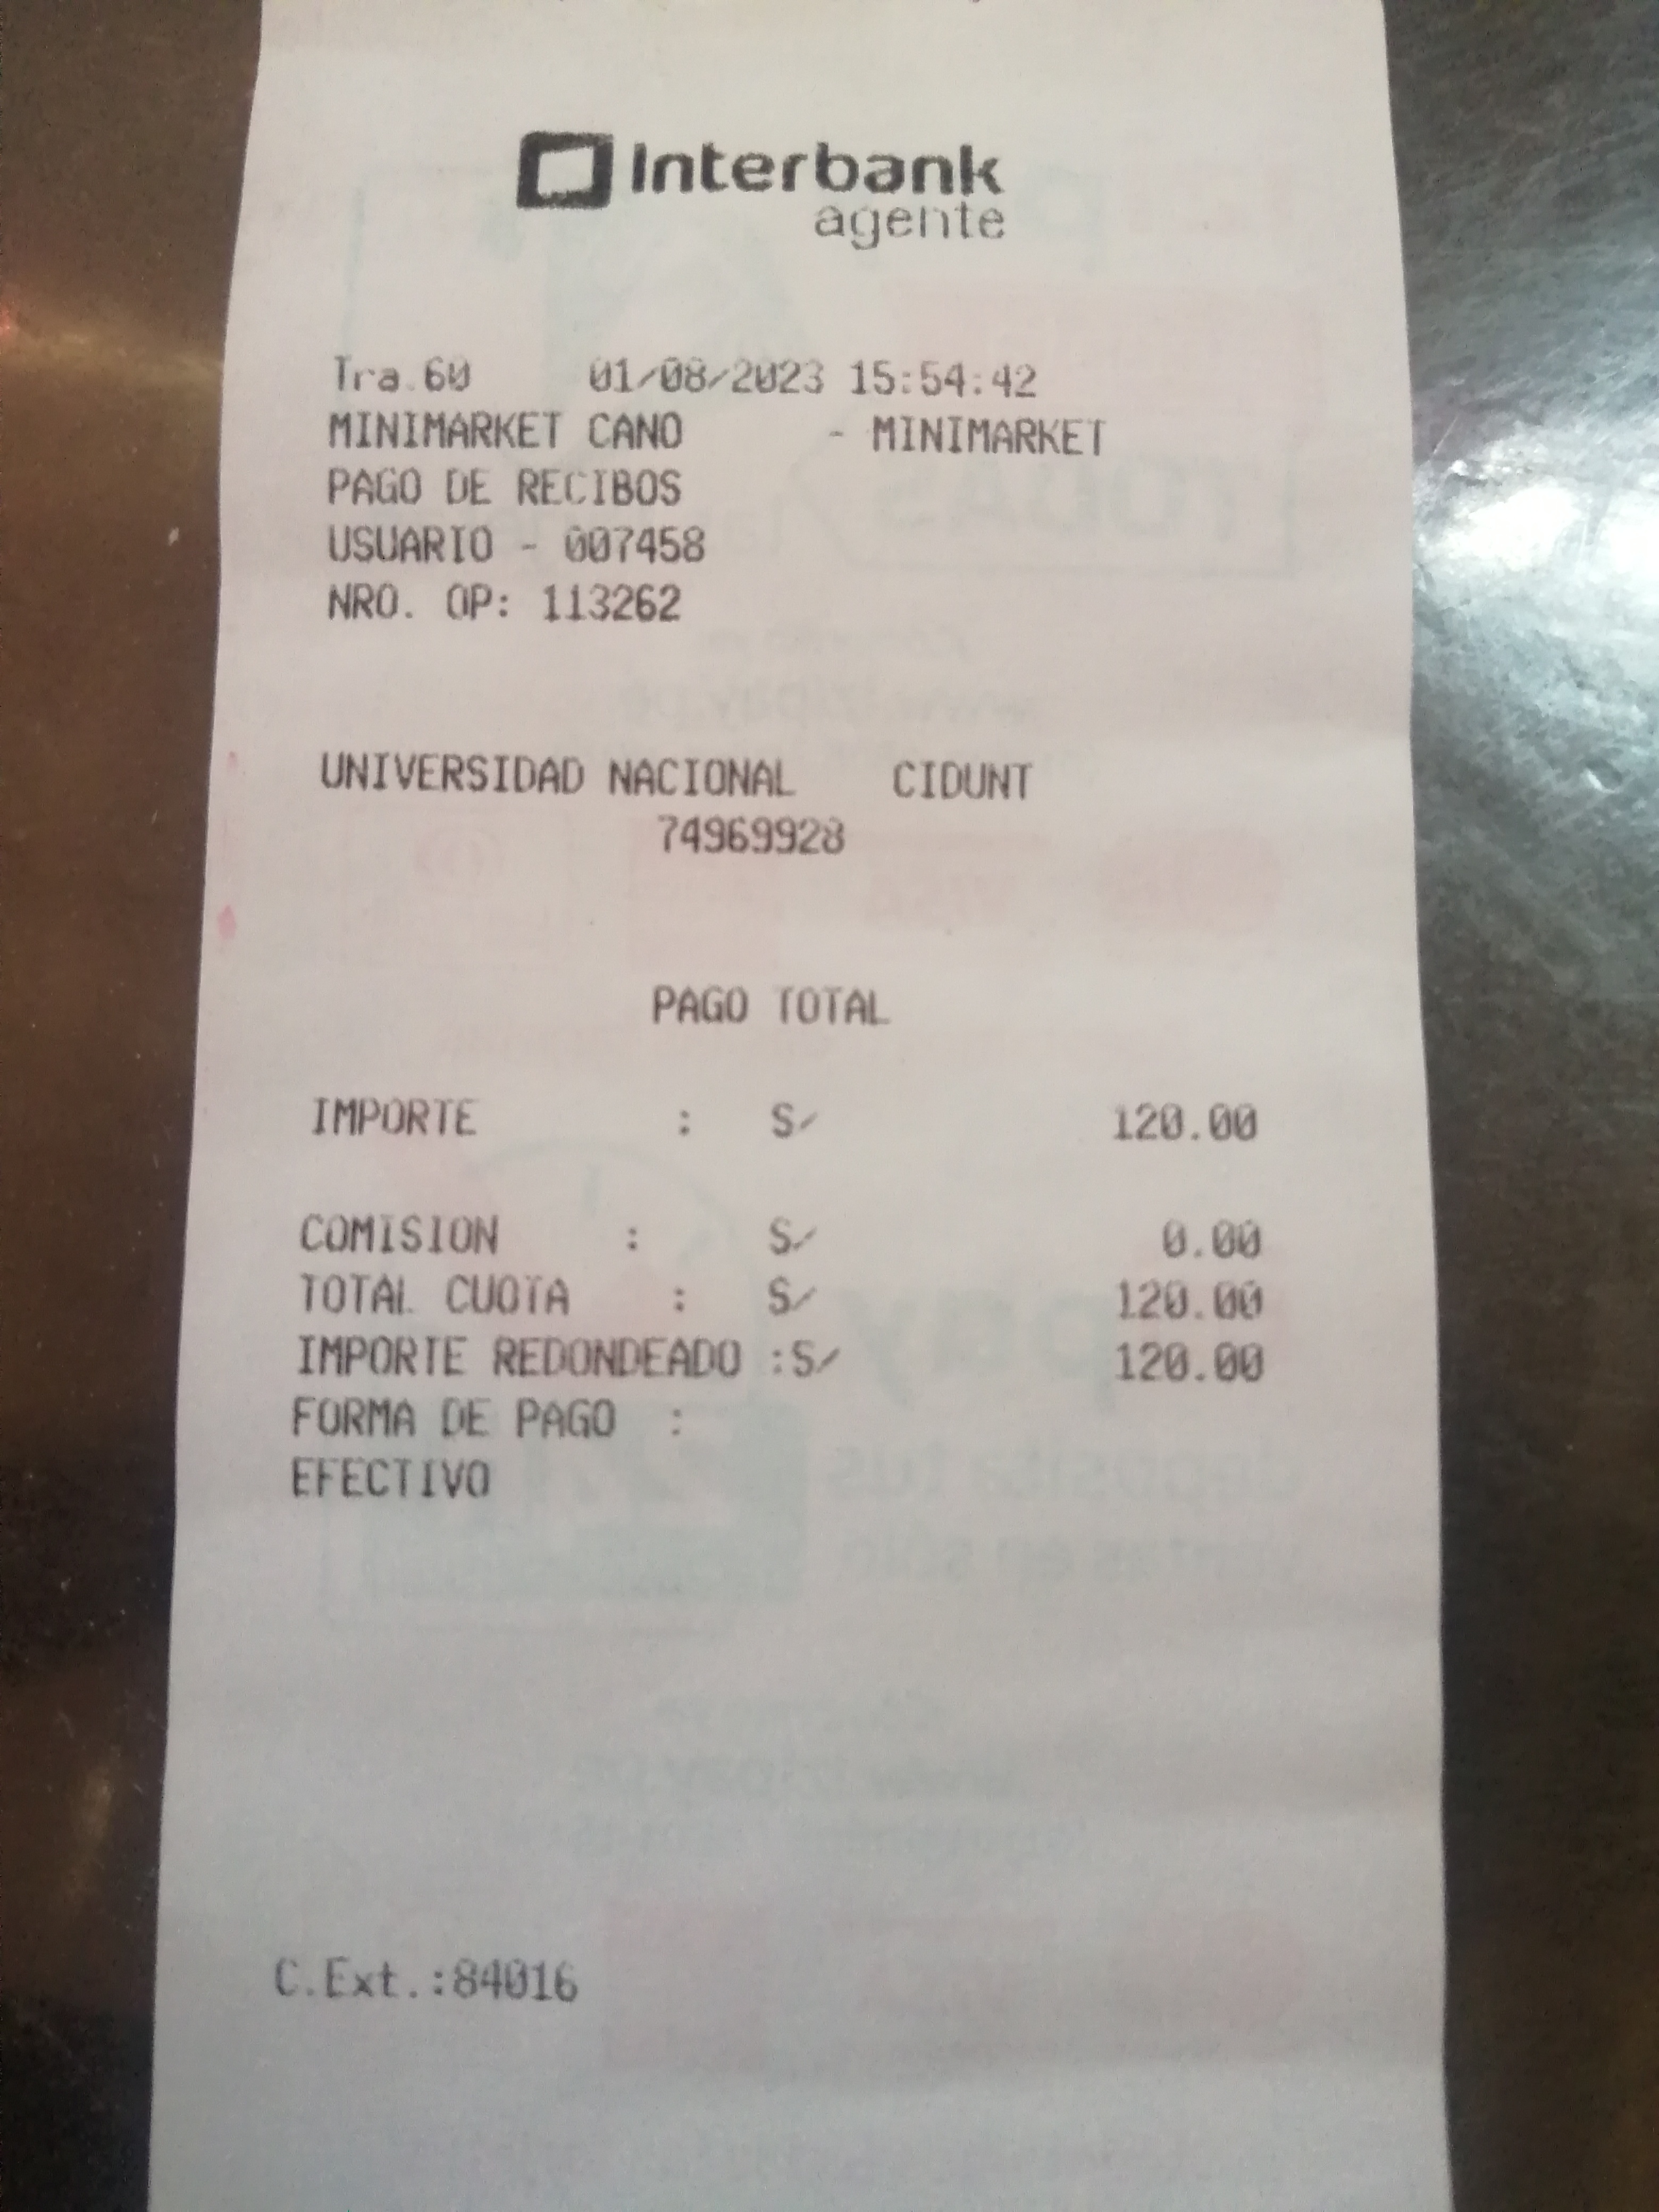 Interbank
agente
Tra.60 01/08/2023 15:54:42
MINIMARKET CANO - MINIMARKET
PAGO DE RECIBOS
USUARIO - 007458
NRO. OP: 113262
UNIVERSIDAD NACIONAL CIDUNT
74969928
PAGO TOTAL
IMPORTE : S/ 120.00
COMISION : S/ 0.00
TOTAL CUOTA : S/ 120.00
IMPORTE REDONDEADO :S/ 120.00
FORMA DE PAGO :
EFECTIVO
C.Ext.:84016